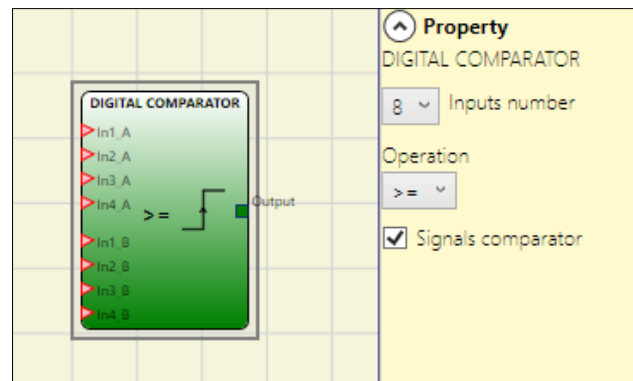 DIGITAL COMPARATOR
In1_A
In2_A
In3_A
In4_A
>=
Output
In1_B
In2_B
In3_B
In4_B
Property
DIGITAL COMPARATOR
8 Inputs number
Operation
>=
Signals comparator